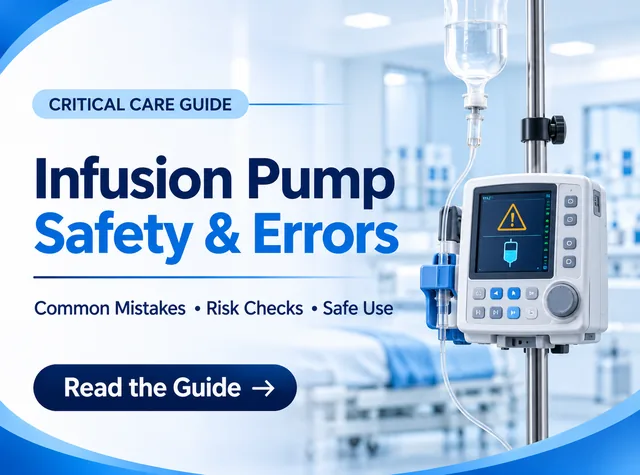 CRITICAL CARE GUIDE
Infusion Pump
Safety & Errors
Common Mistakes • Risk Checks • Safe Use
Read the Guide →